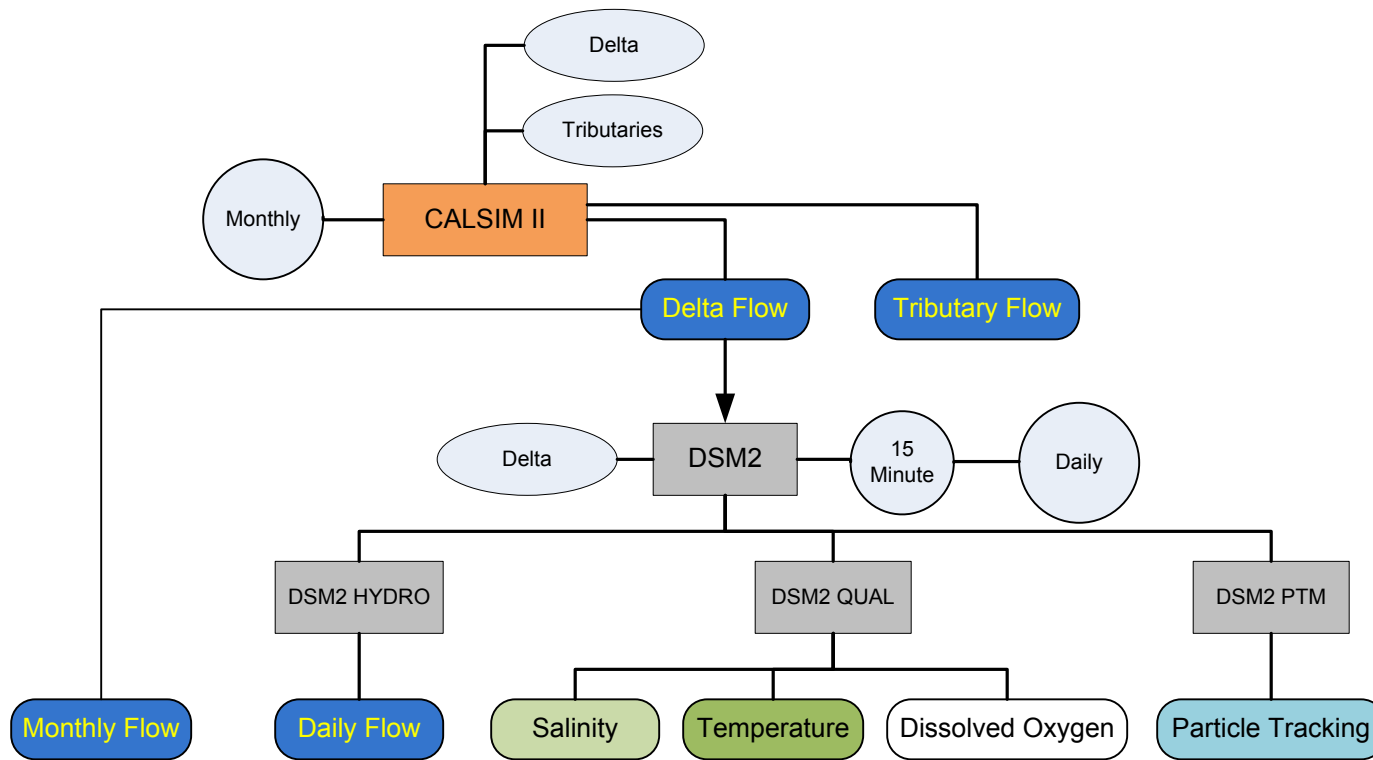 Delta
Tributaries
Monthly
CALSIM II
Delta Flow
Tributary Flow
Delta
DSM2
15
Minute
Daily
DSM2 HYDRO
DSM2 QUAL
DSM2 PTM
Monthly Flow
Daily Flow
Salinity
Temperature
Dissolved Oxygen
Particle Tracking